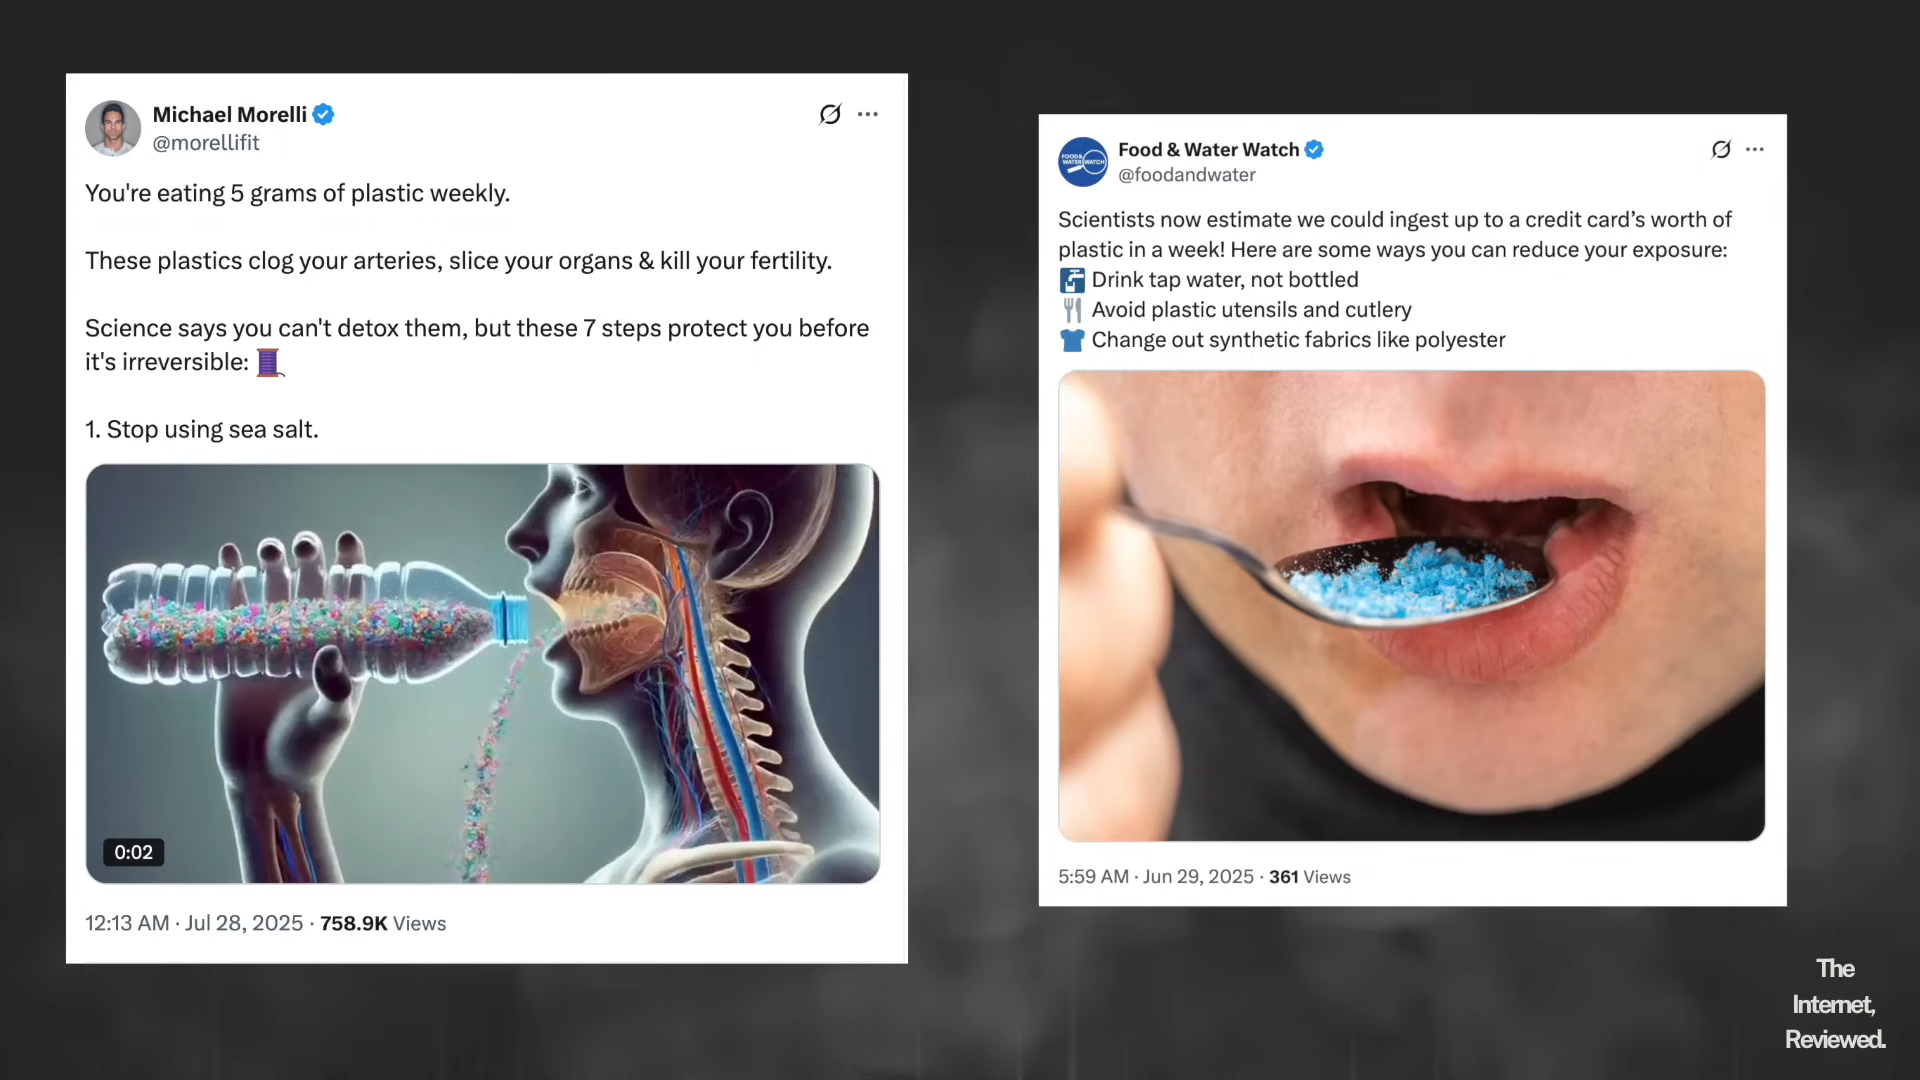 Michael Morelli
@morellifit
You're eating 5 grams of plastic weekly.
These plastics clog your arteries, slice your organs & kill your fertility.
Science says you can't detox them, but these 7 steps protect you before
it's irreversible: 🧵
1. Stop using sea salt.
0:02
12:13 AM · Jul 28, 2025 · 758.9K Views
FOOD &
WATER WATCH
Food & Water Watch
@foodandwater
Scientists now estimate we could ingest up to a credit card’s worth of
plastic in a week! Here are some ways you can reduce your exposure:
🚰 Drink tap water, not bottled
🍴 Avoid plastic utensils and cutlery
👕 Change out synthetic fabrics like polyester
5:59 AM · Jun 29, 2025 · 361 Views
The
Internet,
Reviewed.